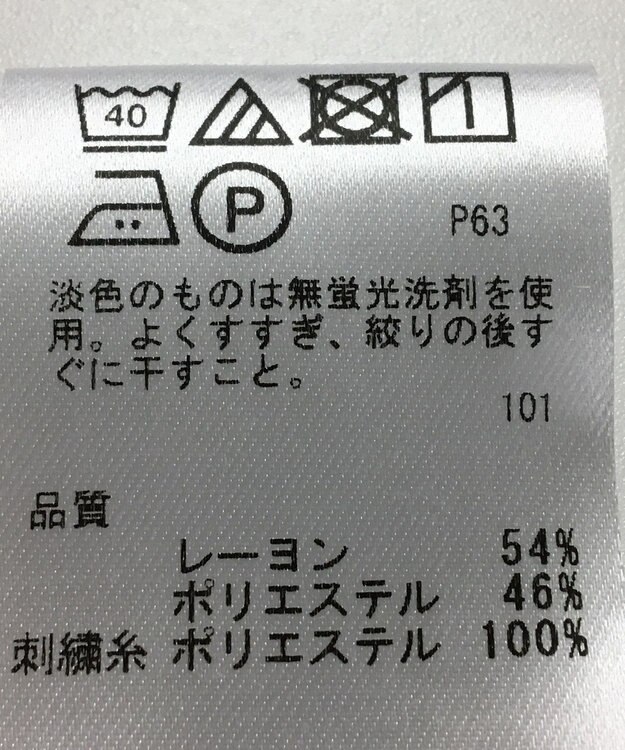 40
P
P63
淡色のものは無蛍光洗剤を使
用。よくすすぎ、絞りの後す
ぐに干すこと。
101
品質
レーヨン 54%
ポリエステル 46%
刺繍糸 ポリエステル 100%